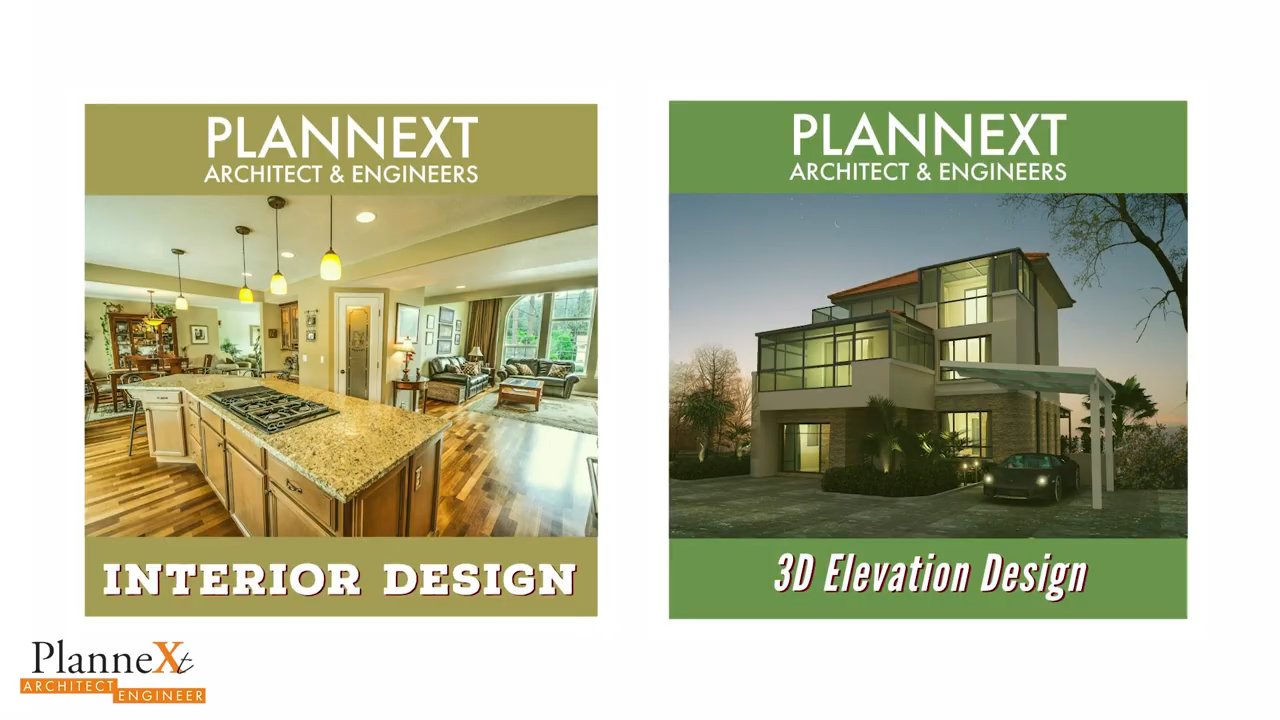 PLANNEXT
ARCHITECT & ENGINEERS
INTERIOR DESIGN
PLANNEXT
ARCHITECT & ENGINEERS
3D Elevation Design
PlanneXt
ARCHITECT
ENGINEER